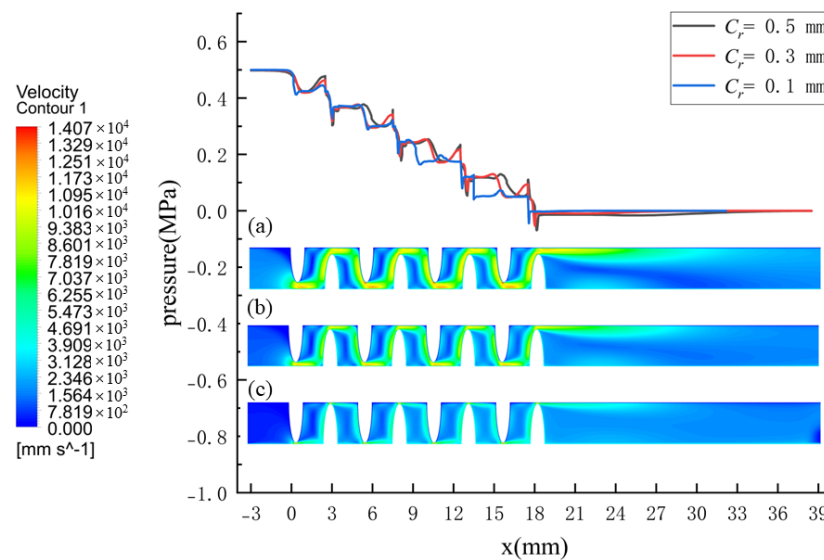 C_r= 0.5 mm
C_r= 0.3 mm
C_r= 0.1 mm
Velocity
Contour 1
1.407×10⁴
1.329×10⁴
1.251×10⁴
1.173×10⁴
1.094×10⁴
1.016×10⁴
9.383×10³
8.601×10³
7.819×10³
7.037×10³
6.255×10³
5.473×10³
4.691×10³
3.909×10³
3.128×10³
2.346×10³
1.564×10³
7.819×10²
0.000
[mm s^-1]
pressure(MPa)
0.6
0.4
0.2
0.0
−0.2
−0.4
−0.6
−0.8
−1.0
(a)
(b)
(c)
−3 0 3 6 9 12 15 18 21 24 27 30 33 36 39
x(mm)